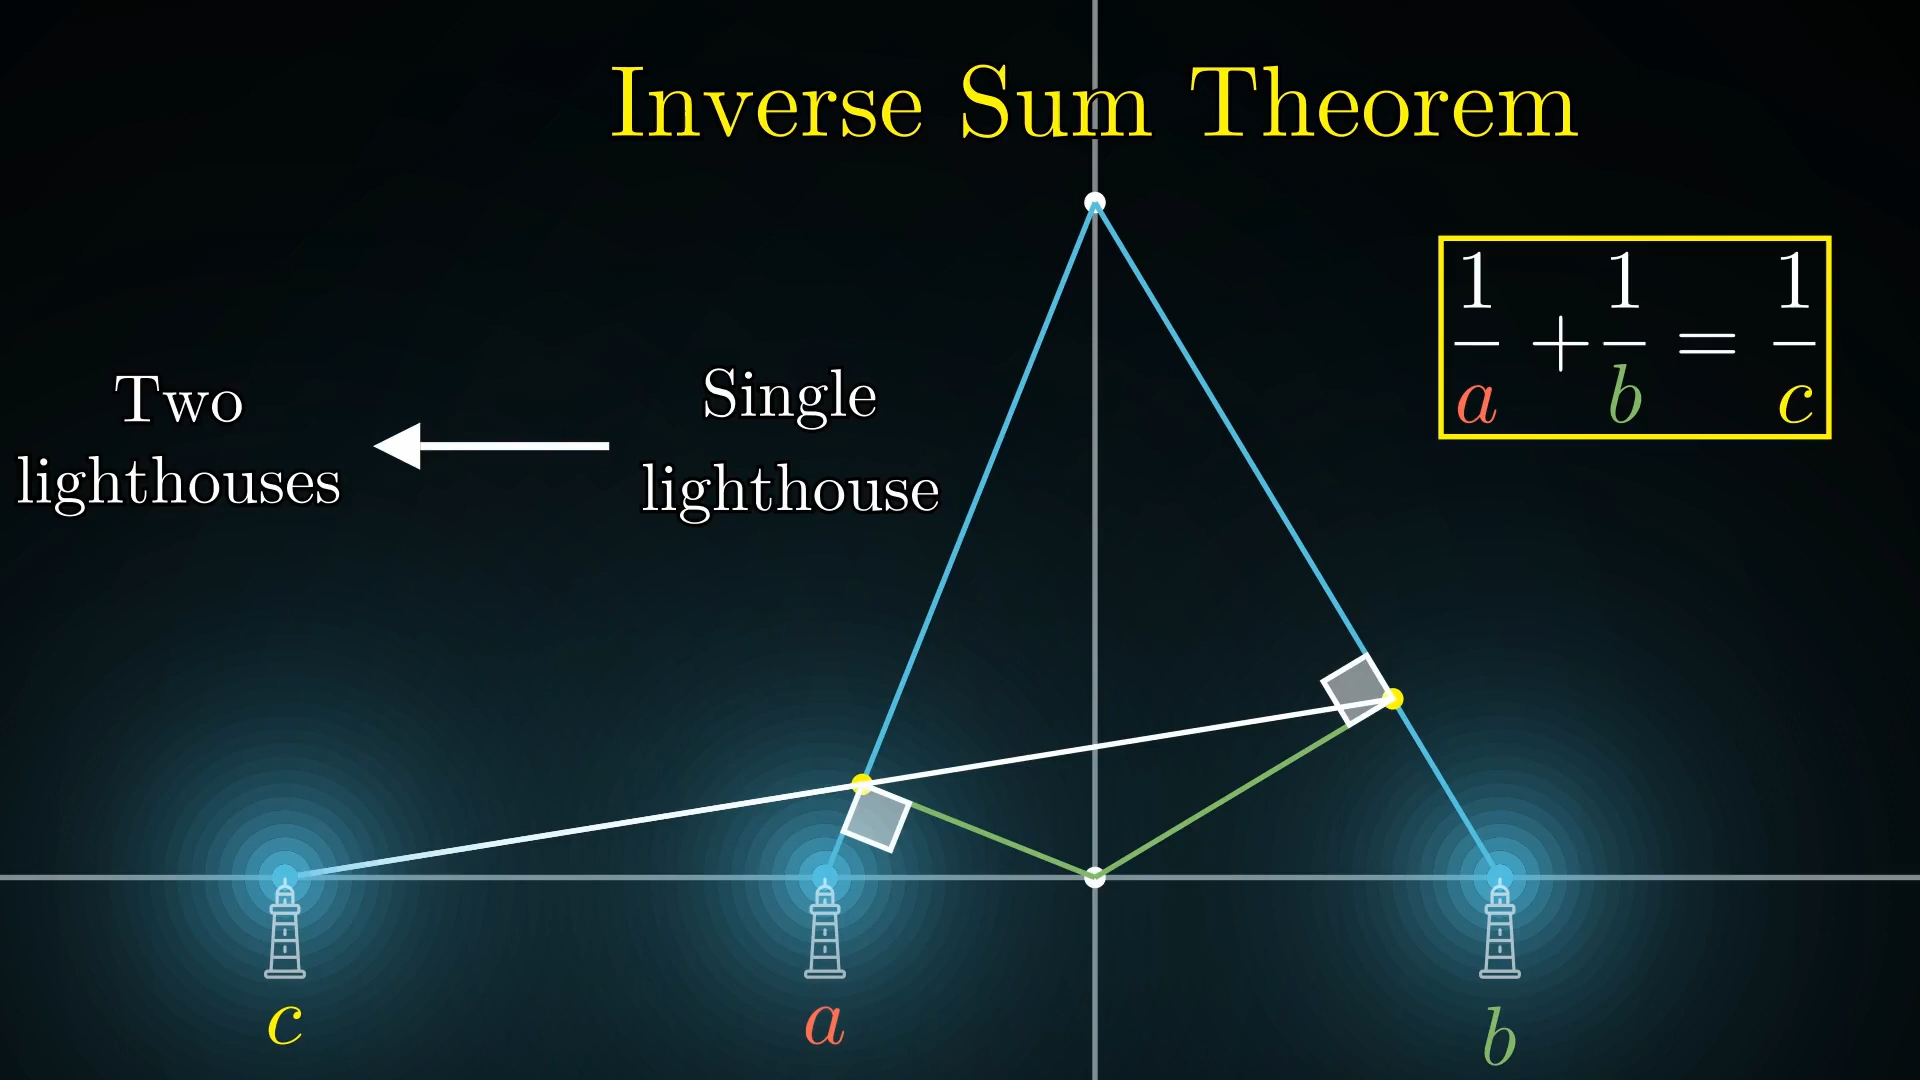 Inverse Sum Theorem
1/a + 1/b = 1/c
Two
lighthouses
Single
lighthouse
c
a
b